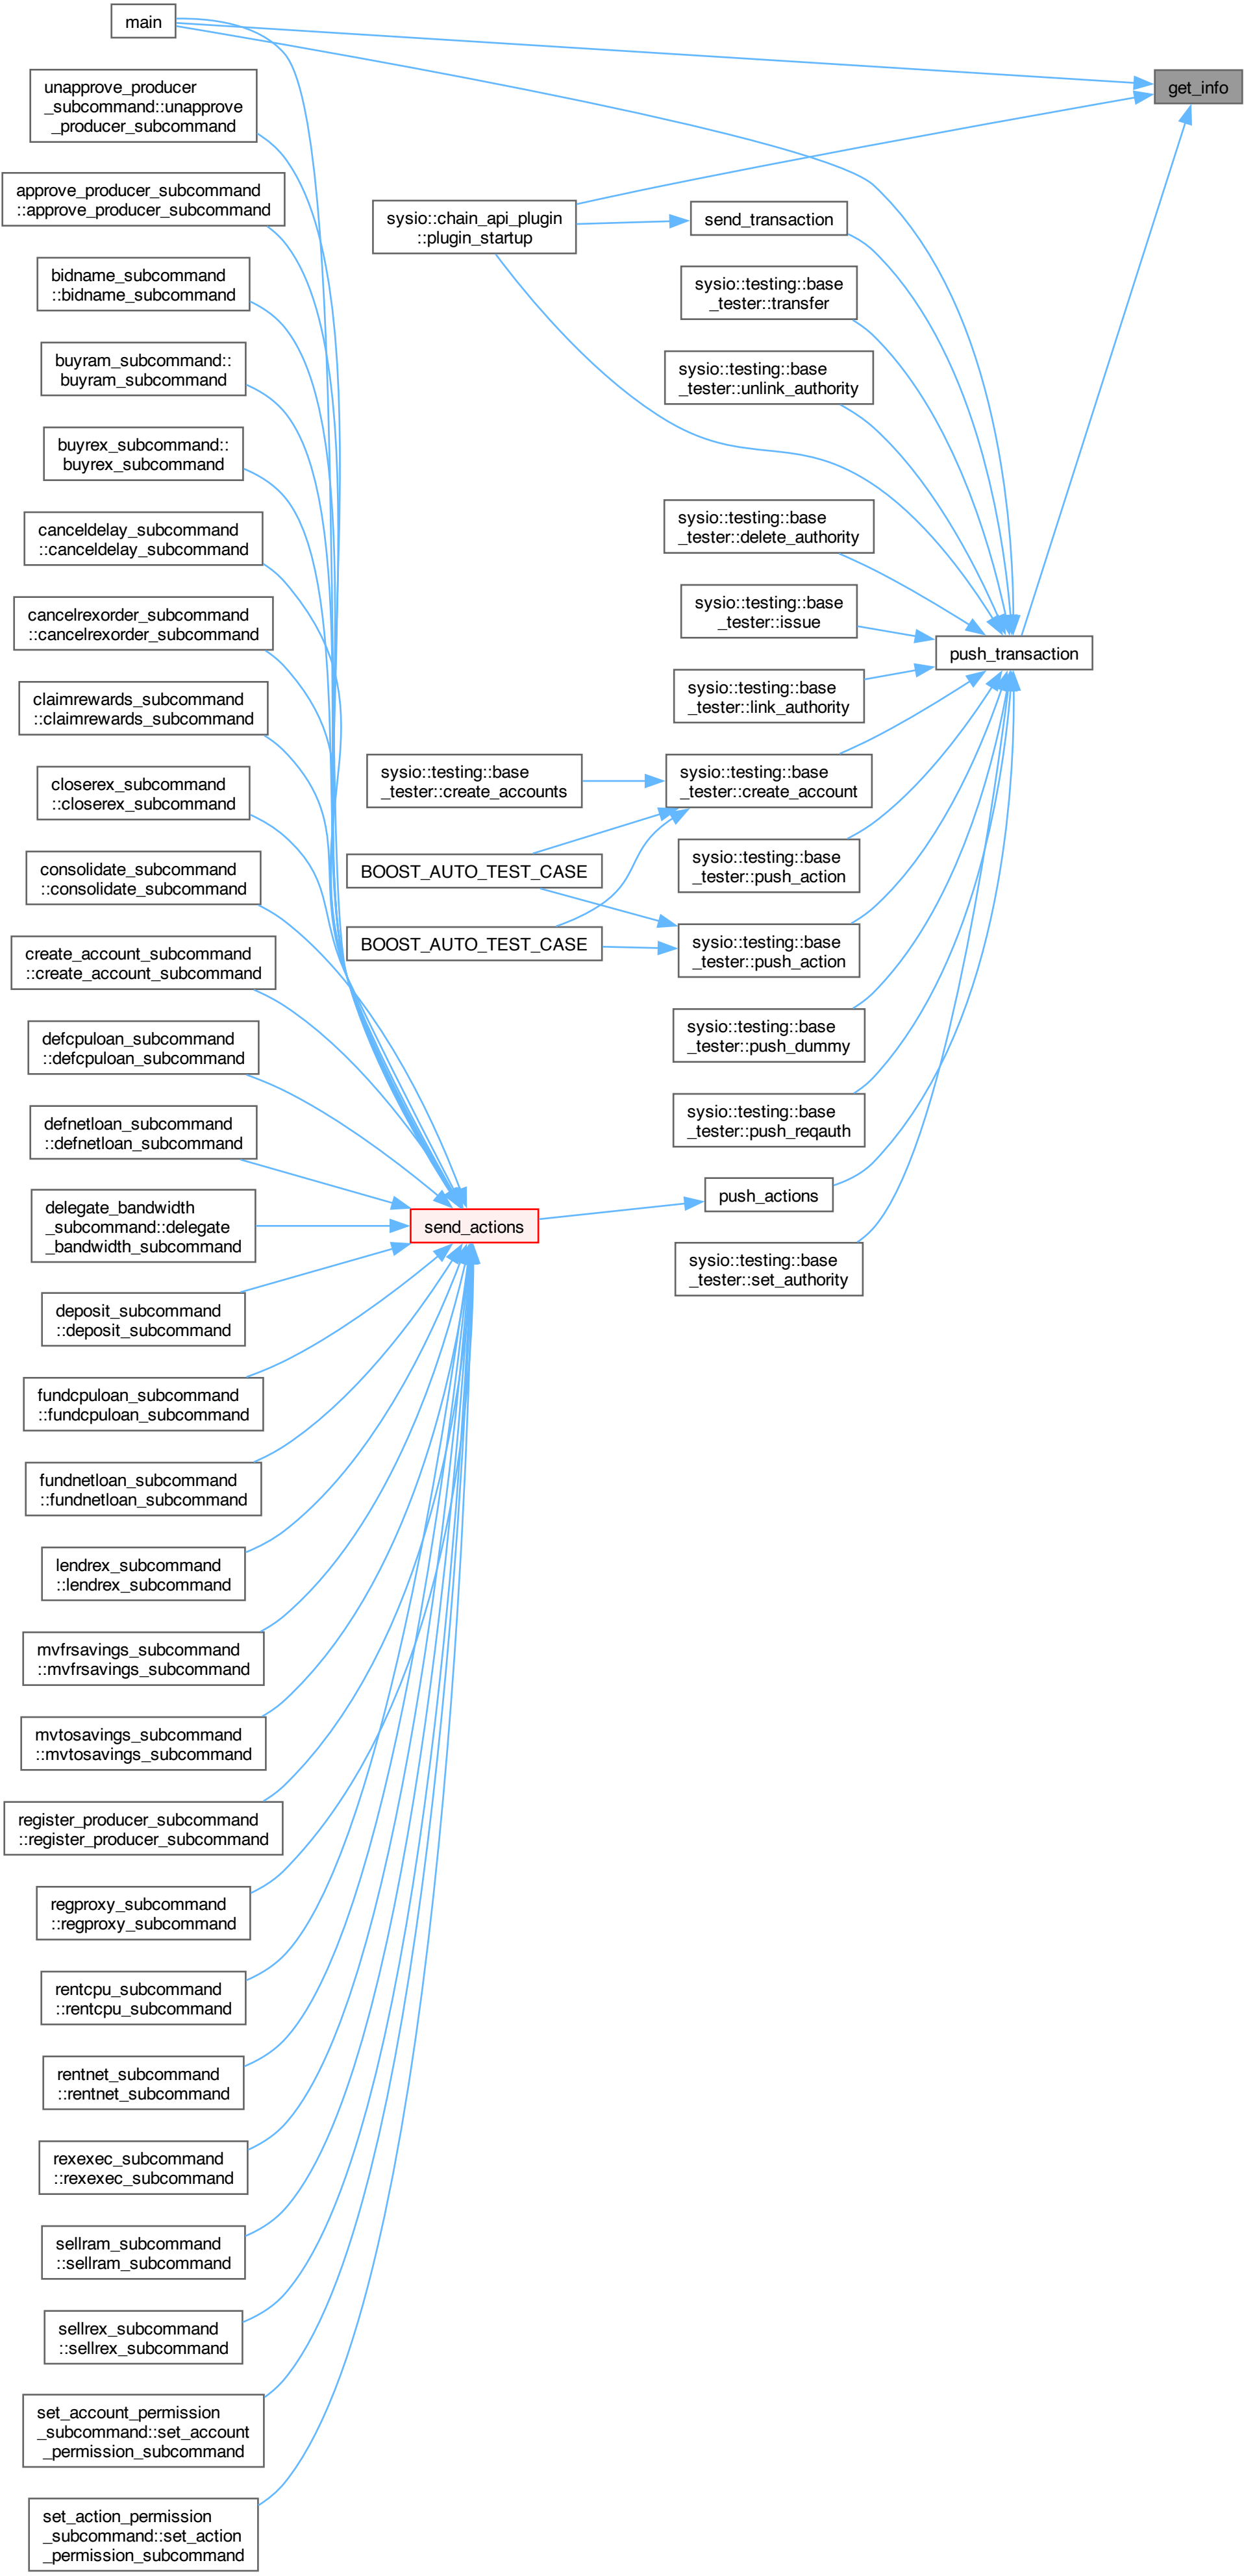 main
unapprove_producer
_subcommand::unapprove
_producer_subcommand
approve_producer_subcommand
::approve_producer_subcommand
bidname_subcommand
::bidname_subcommand
buyram_subcommand::
buyram_subcommand
buyrex_subcommand::
buyrex_subcommand
canceldelay_subcommand
::canceldelay_subcommand
cancelrexorder_subcommand
::cancelrexorder_subcommand
claimrewards_subcommand
::claimrewards_subcommand
closerex_subcommand
::closerex_subcommand
consolidate_subcommand
::consolidate_subcommand
create_account_subcommand
::create_account_subcommand
defcpuloan_subcommand
::defcpuloan_subcommand
defnetloan_subcommand
::defnetloan_subcommand
delegate_bandwidth
_subcommand::delegate
_bandwidth_subcommand
deposit_subcommand
::deposit_subcommand
fundcpuloan_subcommand
::fundcpuloan_subcommand
fundnetloan_subcommand
::fundnetloan_subcommand
lendrex_subcommand
::lendrex_subcommand
mvfrsavings_subcommand
::mvfrsavings_subcommand
mvtosavings_subcommand
::mvtosavings_subcommand
register_producer_subcommand
::register_producer_subcommand
regproxy_subcommand
::regproxy_subcommand
rentcpu_subcommand
::rentcpu_subcommand
rentnet_subcommand
::rentnet_subcommand
rexexec_subcommand
::rexexec_subcommand
sellram_subcommand
::sellram_subcommand
sellrex_subcommand
::sellrex_subcommand
set_account_permission
_subcommand::set_account
_permission_subcommand
set_action_permission
_subcommand::set_action
_permission_subcommand
sysio::chain_api_plugin
::plugin_startup
sysio::testing::base
_tester::create_accounts
BOOST_AUTO_TEST_CASE
BOOST_AUTO_TEST_CASE
send_actions
send_transaction
sysio::testing::base
_tester::transfer
sysio::testing::base
_tester::unlink_authority
sysio::testing::base
_tester::delete_authority
sysio::testing::base
_tester::issue
sysio::testing::base
_tester::link_authority
sysio::testing::base
_tester::create_account
sysio::testing::base
_tester::push_action
sysio::testing::base
_tester::push_action
sysio::testing::base
_tester::push_dummy
sysio::testing::base
_tester::push_reqauth
push_actions
sysio::testing::base
_tester::set_authority
push_transaction
get_info